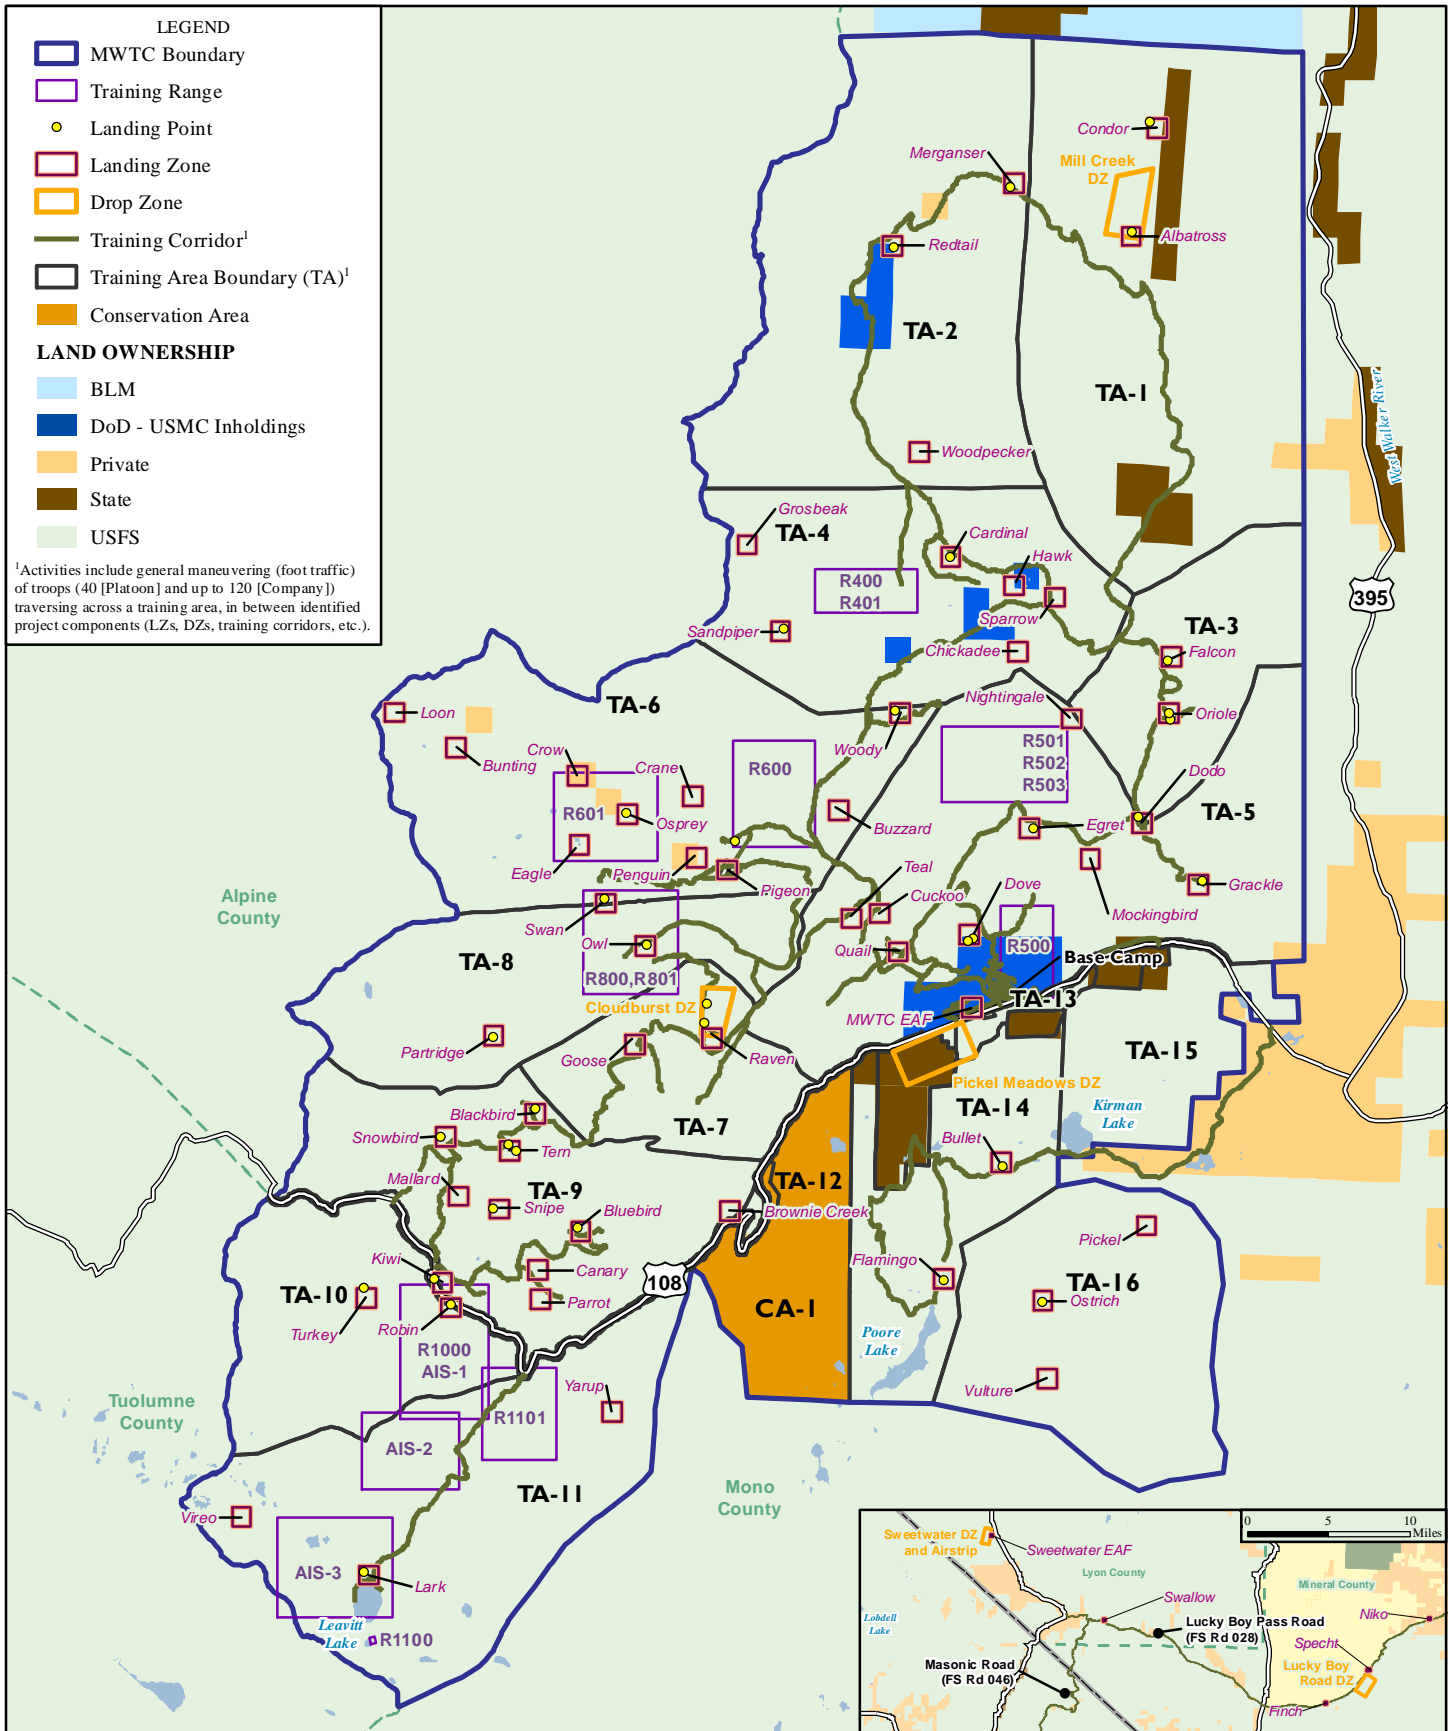 LEGEND
MWTC Boundary
Training Range
Landing Point
Landing Zone
Drop Zone
Training Corridor1
Training Area Boundary (TA)1
Conservation Area
LAND OWNERSHIP
BLM
DoD - USMC Inholdings
Private
State
USFS
1Activities include general maneuvering (foot traffic)
of troops (40 [Platoon] and up to 120 [Company])
traversing across a training area, in between identified
project components (LZs, DZs, training corridors, etc.).
Condor
Merganser
Mill Creek
DZ
Albatross
Redtail
TA-2
TA-1
West Walker River
Woodpecker
Grosbeak
TA-4
Cardinal
Hawk
R400
R401
395
Sparrow
Sandpiper
TA-3
Chickadee
Falcon
Nightingale
TA-6
Loon
Oriole
Woody
R501
R502
R503
Crow
Bunting
Crane
R600
Dodo
R601
Osprey
TA-5
Buzzard
Egret
Eagle
Penguin
Teal
Pigeon
Cuckoo
Dove
Grackle
Alpine
County
Mockingbird
Swan
Owl
Quail
R500
Base Camp
TA-8
R800,R801
TA-13
Cloudburst DZ
MWTC EAF
Partridge
Goose
Raven
TA-15
Pickel Meadows DZ
Blackbird
TA-14
Kirman
Lake
Snowbird
TA-7
Tern
Bullet
Mallard
TA-9
TA-12
Snipe
Bluebird
Brownie Creek
Pickel
Kiwi
Canary
Flamingo
108
TA-10
TA-16
Parrot
CA-1
Ostrich
Turkey
Robin
R1000
AIS-1
Poore
Lake
Yarup
Vulture
Tuolumne
County
R1101
AIS-2
TA-11
Mono
County
Vireo
AIS-3
Lark
Leavitt
Lake
R1100
0 5 10
Miles
Sweetwater DZ
and Airstrip
Sweetwater EAF
Lyon County
Mineral County
Swallow
Lobdell
Lake
Lucky Boy Pass Road
(FS Rd 028)
Niko
Specht
Masonic Road
(FS Rd 046)
Lucky Boy
Road DZ
Finch